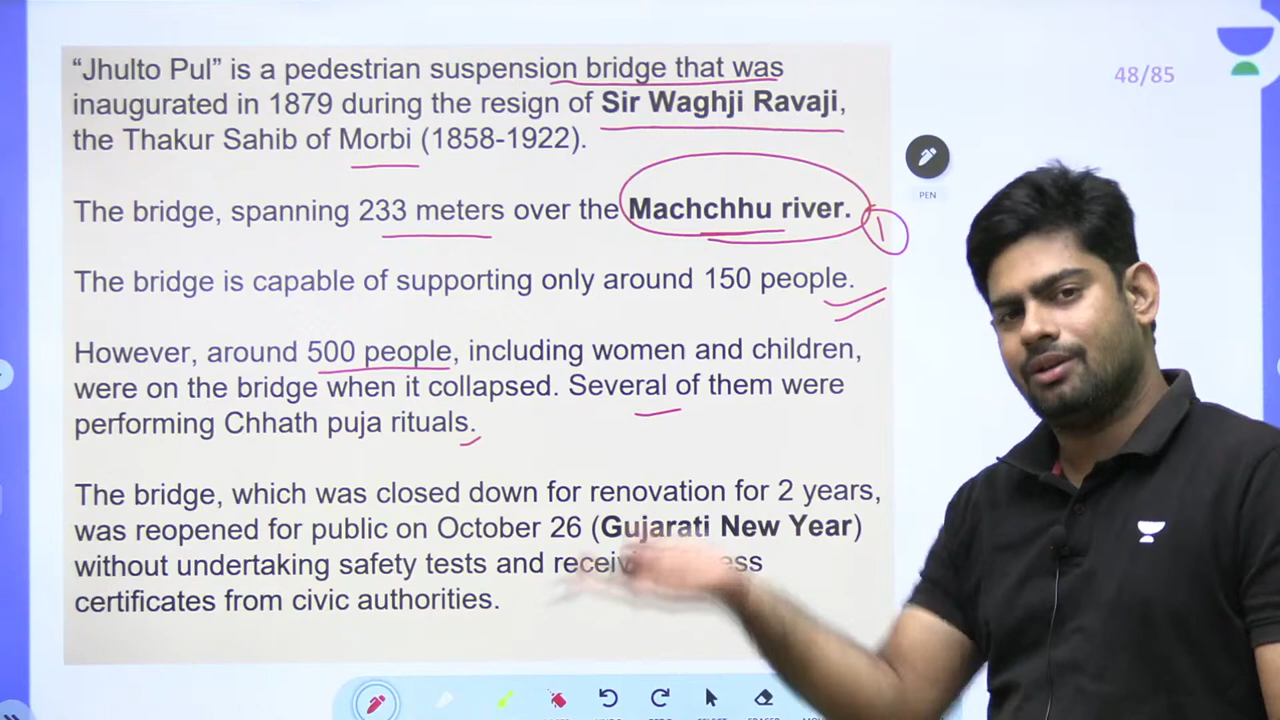 “Jhulto Pul” is a pedestrian suspension bridge that was
48/85
inaugurated in 1879 during the resign of Sir Waghji Ravaji,
the Thakur Sahib of Morbi (1858-1922).
PEN
The bridge, spanning 233 meters over the Machchhu river.
1
The bridge is capable of supporting only around 150 people.
However, around 500 people, including women and children,
were on the bridge when it collapsed. Several of them were
performing Chhath puja rituals.
The bridge, which was closed down for renovation for 2 years,
was reopened for public on October 26 (Gujarati New Year)
without undertaking safety tests and
certificates from civic authorities.